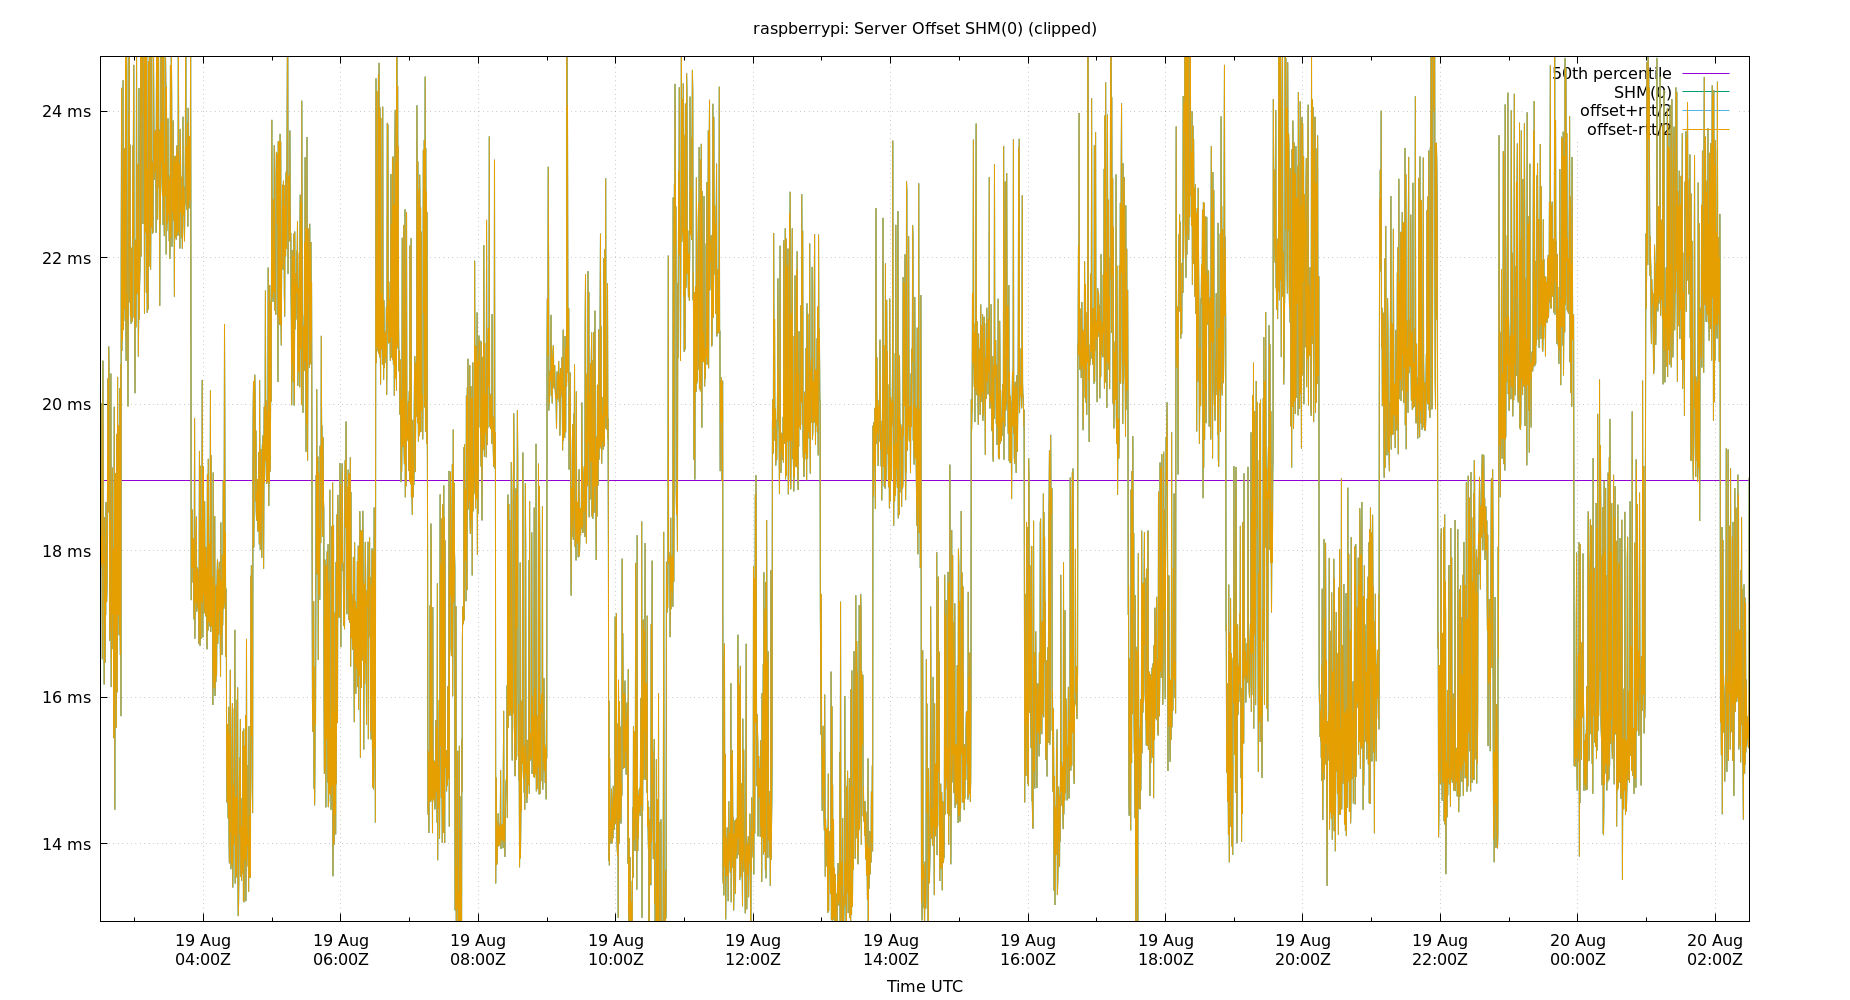 raspberrypi: Server Offset SHM(0) (clipped)
50th percentile
SHM(0)
offset+rtt/2
offset-rtt/2
24 ms
22 ms
20 ms
18 ms
16 ms
14 ms
19 Aug 19 Aug 19 Aug 19 Aug 19 Aug 19 Aug 19 Aug 19 Aug 19 Aug 19 Aug 20 Aug 20 Aug
04:00Z 06:00Z 08:00Z 10:00Z 12:00Z 14:00Z 16:00Z 18:00Z 20:00Z 22:00Z 00:00Z 02:00Z
Time UTC